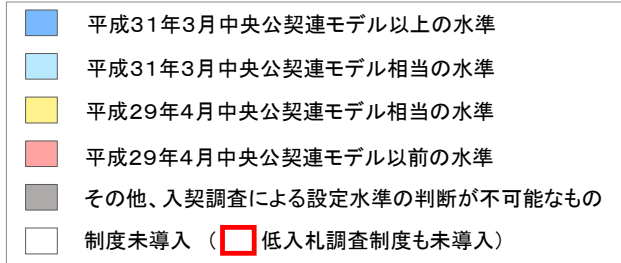 平成31年3月中央公契連モデル以上の水準
平成31年3月中央公契連モデル相当の水準
平成29年4月中央公契連モデル相当の水準
平成29年4月中央公契連モデル以前の水準
その他、入契調査による設定水準の判断が不可能なもの
制度未導入 ( 低入札調査制度も未導入)